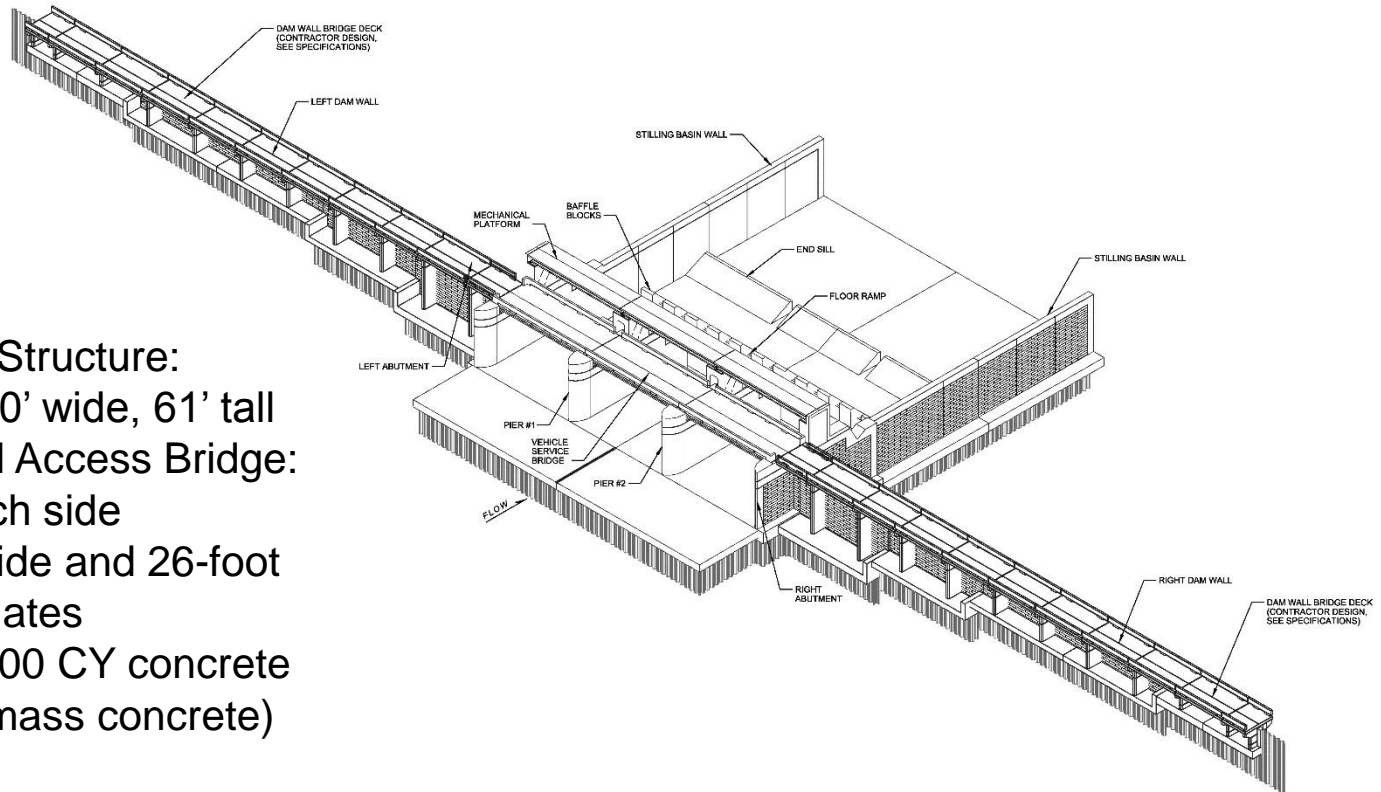 DAM WALL BRIDGE DECK
(CONTRACTOR DESIGN,
SEE SPECIFICATIONS)
LEFT DAM WALL
STILLING BASIN WALL
MECHANICAL
PLATFORM
BAFFLE
BLOCKS
END SILL
STILLING BASIN WALL
FLOOR RAMP
Structure:
0’ wide, 61’ tall
Access Bridge:
ch side
ide and 26-foot
ates
00 CY concrete
mass concrete)
LEFT ABUTMENT
PIER #1
VEHICLE
SERVICE
BRIDGE
PIER #2
FLOW
RIGHT
ABUTMENT
RIGHT DAM WALL
DAM WALL BRIDGE DECK
(CONTRACTOR DESIGN,
SEE SPECIFICATIONS)